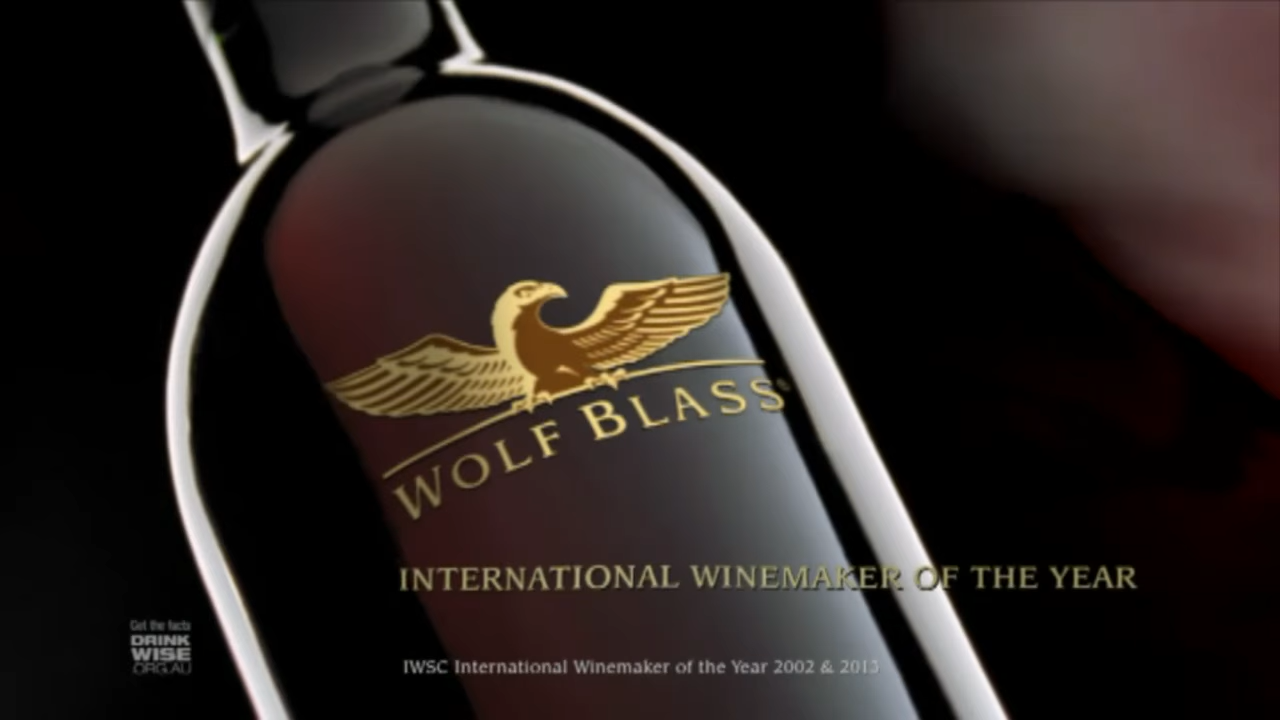 WOLF BLASS®
INTERNATIONAL WINEMAKER OF THE YEAR
Get the facts
DRINK
WISE
.ORG.AU
IWSC International Winemaker of the Year 2002 & 2013